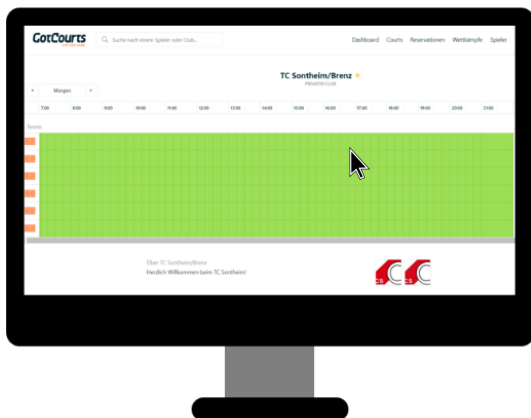 GotCourts
Suche nach einem Spieler oder Club...
Dashboard Courts Reservationen Wettkämpfe Spieler
TC Sontheim/Brenz
PRIVATER CLUB
Morgen
7:00 8:00 9:00 10:00 11:00 12:00 13:00 14:00 15:00 16:00 17:00 18:00 19:00 20:00 21:00
Tennis
Über TC Sontheim/Brenz
Herzlich Willkommen beim TC Sontheim!